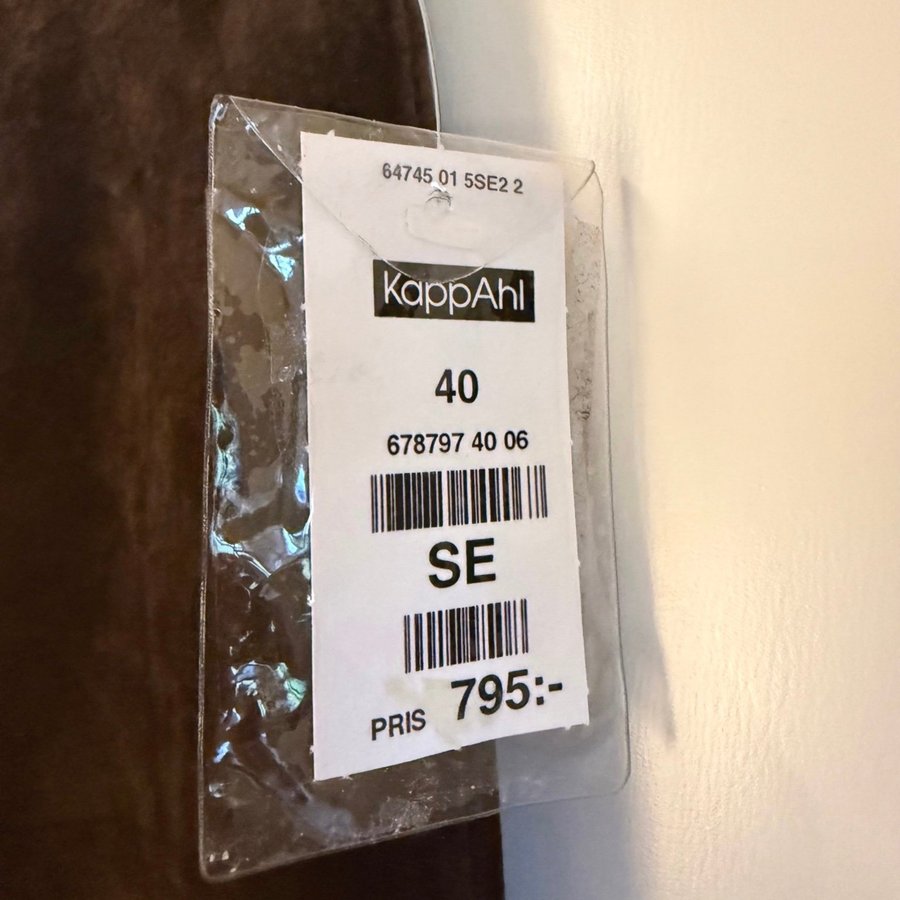 64745 01 5SE2 2
KappAhl
40
678797 40 06
SE
PRIS 795:-